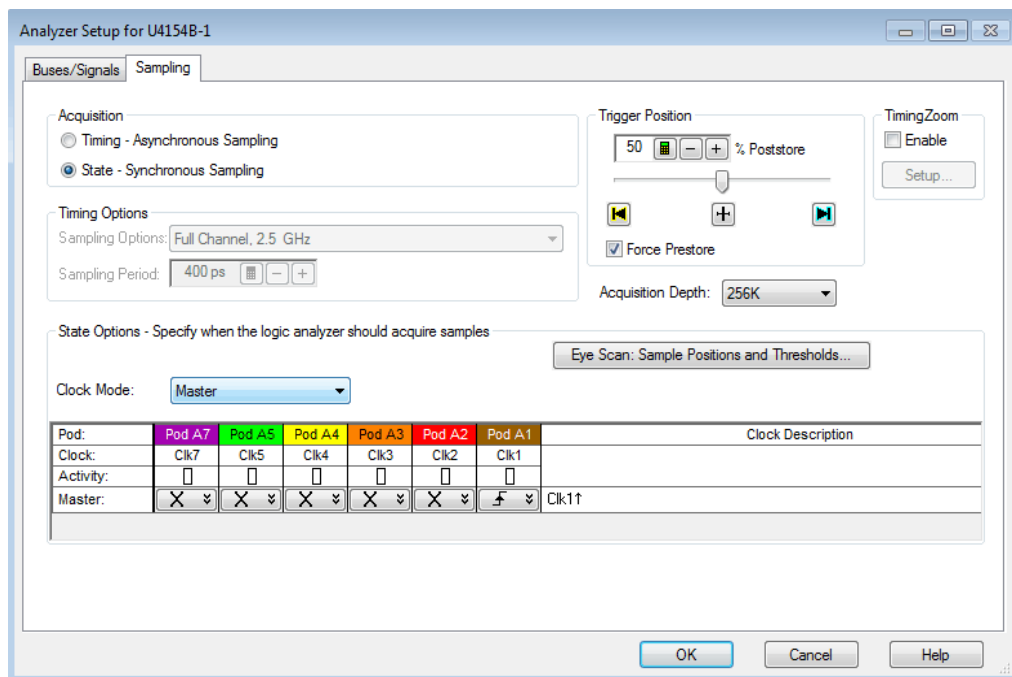 Analyzer Setup for U4154B-1
Buses/Signals Sampling
Acquisition
Timing - Asynchronous Sampling
State - Synchronous Sampling
Trigger Position
50 % Poststore
Force Prestore
TimingZoom
Enable
Setup...
Timing Options
Sampling Options: Full Channel, 2.5 GHz
Sampling Period: 400 ps
Acquisition Depth: 256K
State Options - Specify when the logic analyzer should acquire samples
Eye Scan: Sample Positions and Thresholds...
Clock Mode: Master
Pod: Pod A7 Pod A5 Pod A4 Pod A3 Pod A2 Pod A1 Clock Description
Clock: Clk7 Clk5 Clk4 Clk3 Clk2 Clk1
Activity:
Master: X X X X X Clk1↑
OK Cancel Help